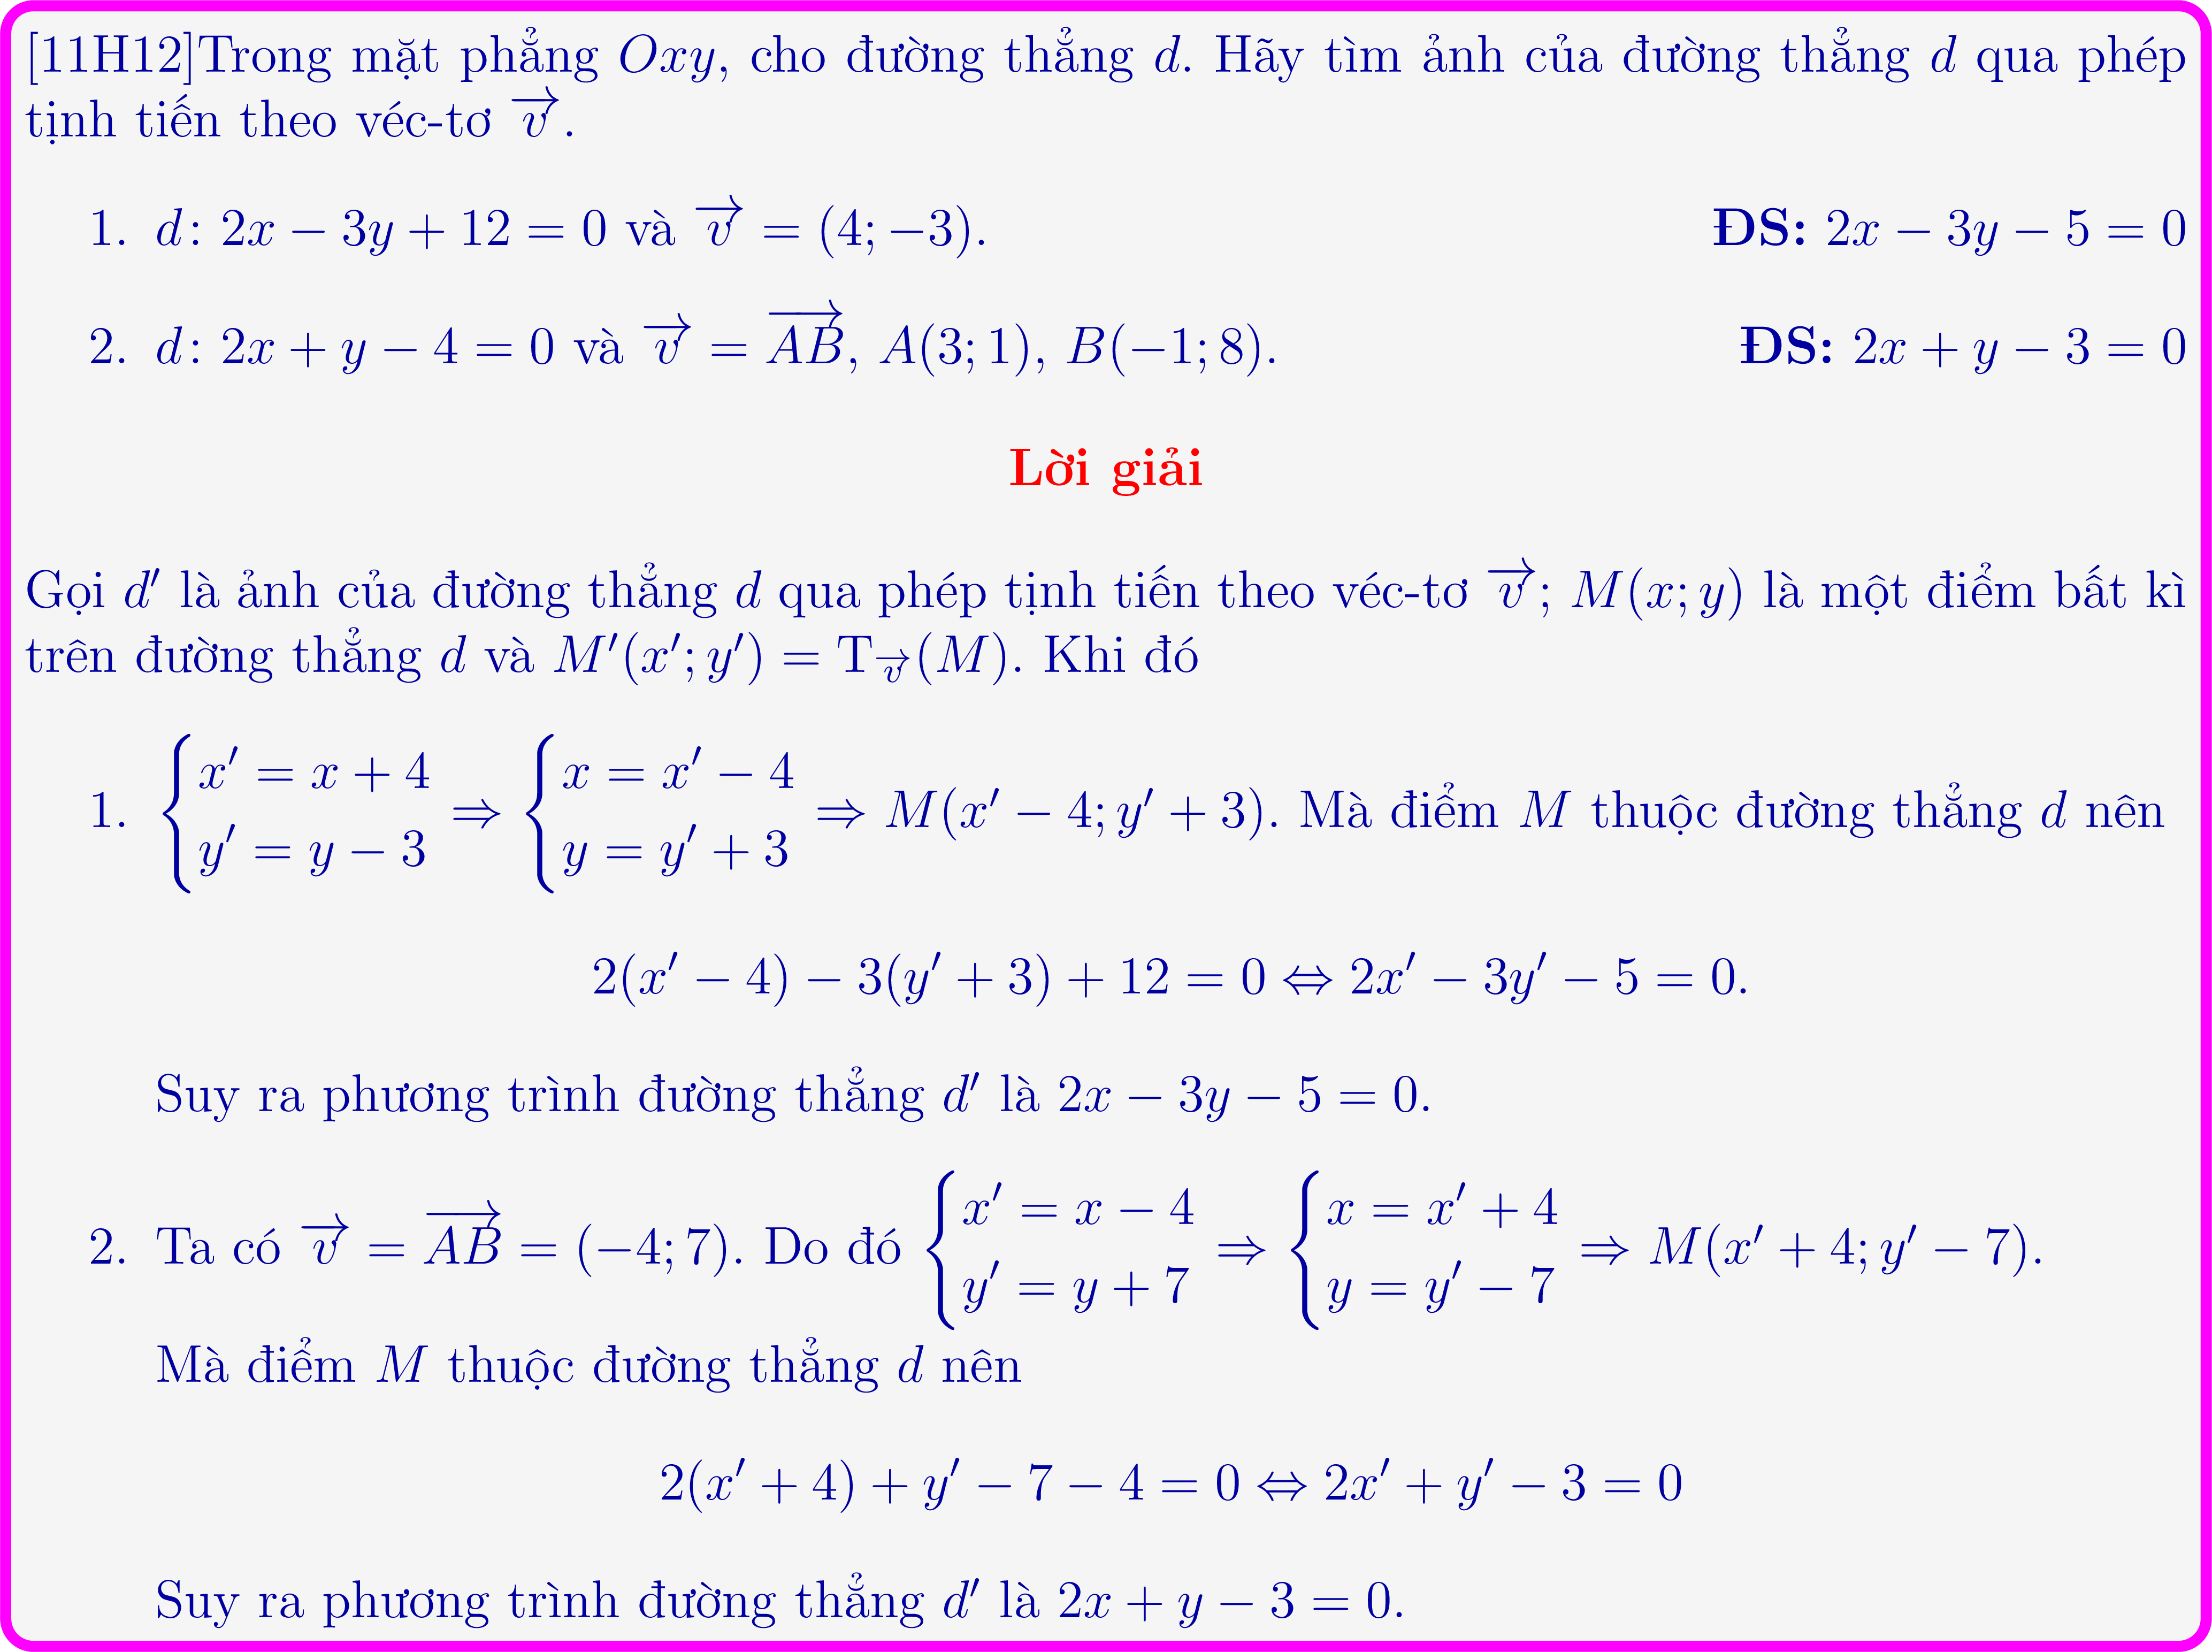 [11H12]Trong mặt phẳng $Oxy$, cho đường thẳng $d$. Hãy tìm ảnh của đường thẳng $d$ qua phép
tịnh tiến theo véc-tơ $\overrightarrow{v}$.
1. $d\colon 2x - 3y + 12 = 0$ và $\overrightarrow{v} = (4; -3)$. ĐS: $2x - 3y - 5 = 0$
2. $d\colon 2x + y - 4 = 0$ và $\overrightarrow{v} = \overrightarrow{AB}$, $A(3; 1)$, $B(-1; 8)$. ĐS: $2x + y - 3 = 0$
Lời giải
Gọi $d'$ là ảnh của đường thẳng $d$ qua phép tịnh tiến theo véc-tơ $\overrightarrow{v}$; $M(x; y)$ là một điểm bất kì
trên đường thẳng $d$ và $M'(x'; y') = \mathrm{T}_{\overrightarrow{v}}(M)$. Khi đó
1. $\begin{cases} x' = x + 4 \\ y' = y - 3 \end{cases} \Rightarrow \begin{cases} x = x' - 4 \\ y = y' + 3 \end{cases} \Rightarrow M(x' - 4; y' + 3)$. Mà điểm $M$ thuộc đường thẳng $d$ nên
$2(x' - 4) - 3(y' + 3) + 12 = 0 \Leftrightarrow 2x' - 3y' - 5 = 0.$
Suy ra phương trình đường thẳng $d'$ là $2x - 3y - 5 = 0$.
2. Ta có $\overrightarrow{v} = \overrightarrow{AB} = (-4; 7)$. Do đó $\begin{cases} x' = x - 4 \\ y' = y + 7 \end{cases} \Rightarrow \begin{cases} x = x' + 4 \\ y = y' - 7 \end{cases} \Rightarrow M(x' + 4; y' - 7)$.
Mà điểm $M$ thuộc đường thẳng $d$ nên
$2(x' + 4) + y' - 7 - 4 = 0 \Leftrightarrow 2x' + y' - 3 = 0$
Suy ra phương trình đường thẳng $d'$ là $2x + y - 3 = 0$.